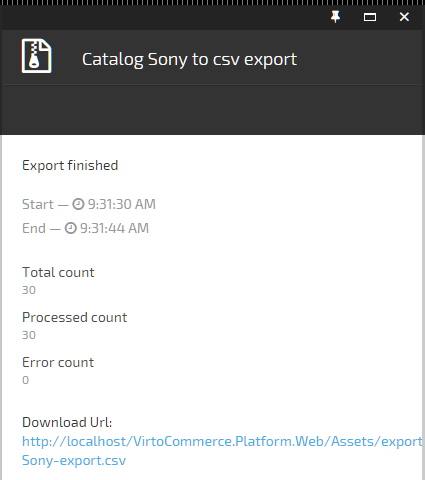 Catalog Sony to csv export
Export finished
Start — 9:31:30 AM
End — 9:31:44 AM
Total count
30
Processed count
30
Error count
0
Download Url:
http://localhost/VirtoCommerce.Platform.Web/Assets/export
Sony-export.csv